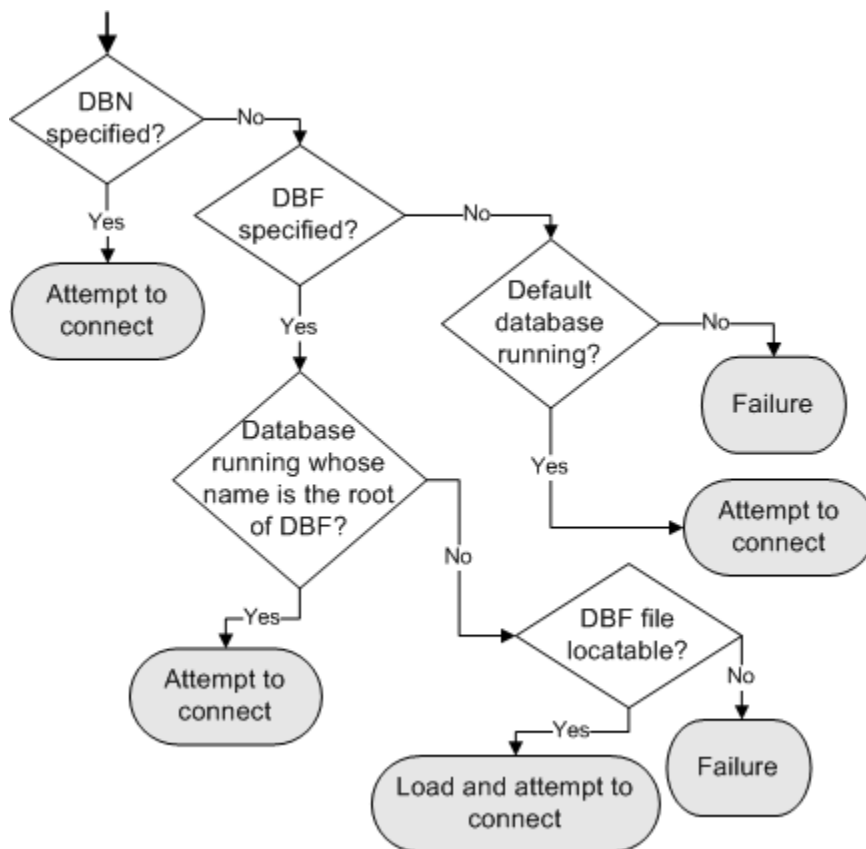 DBN
specified?
No
Yes
Attempt to
connect
DBF
specified?
No
Yes
Default
database
running?
No
Failure
Yes
Attempt to
connect
Database
running whose
name is the root
of DBF?
No
Yes
Attempt to
connect
DBF file
locatable?
No
Yes
Failure
Load and attempt to
connect